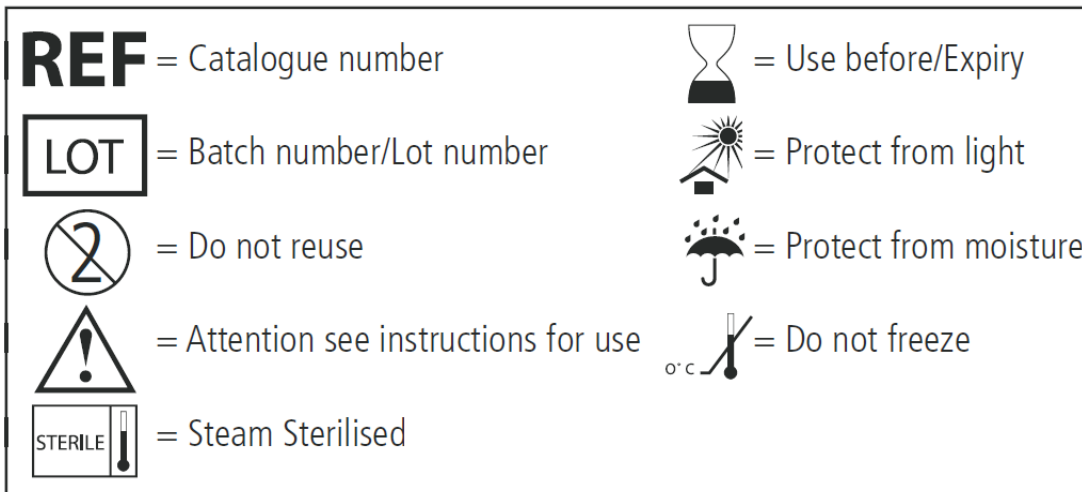 REF = Catalogue number
LOT = Batch number/Lot number
2 = Do not reuse
! = Attention see instructions for use
STERILE = Steam Sterilised
= Use before/Expiry
= Protect from light
= Protect from moisture
0°C = Do not freeze